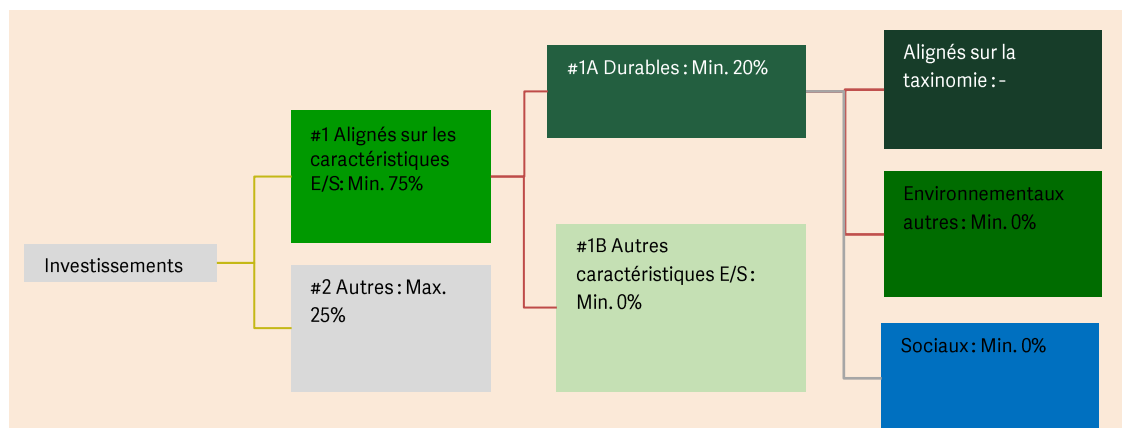 Investissements
#1 Alignés sur les
caractéristiques
E/S: Min. 75%
#2 Autres : Max.
25%
#1A Durables : Min. 20%
#1B Autres
caractéristiques E/S :
Min. 0%
Alignés sur la
taxinomie : -
Environnementaux
autres : Min. 0%
Sociaux : Min. 0%